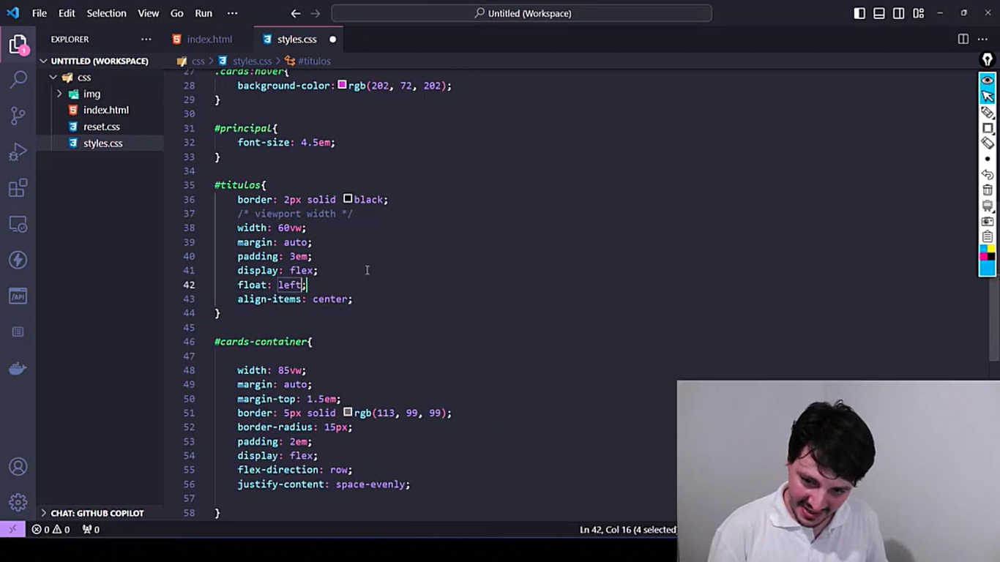 File Edit Selection View Go Run ··· Untitled (Workspace)
EXPLORER ··· index.html styles.css
UNTITLED (WORKSPACE) css > styles.css > #titulos
css
img
index.html
reset.css
styles.css
27 .cards:hover{
28 background-color: rgb(202, 72, 202);
29 }
30
31 #principal{
32 font-size: 4.5em;
33 }
34
35 #titulos{
36 border: 2px solid black;
37 /* viewport width */
38 width: 60vw;
39 margin: auto;
40 padding: 3em;
41 display: flex;
42 float: left;
43 align-items: center;
44 }
45
46 #cards-container{
47
48 width: 85vw;
49 margin: auto;
50 margin-top: 1.5em;
51 border: 5px solid rgb(113, 99, 99);
52 border-radius: 15px;
53 padding: 2em;
54 display: flex;
55 flex-direction: row;
56 justify-content: space-evenly;
57
58 }
1
API
CHAT: GITHUB COPILOT
0 0 0 Ln 42, Col 16 (4 selected)